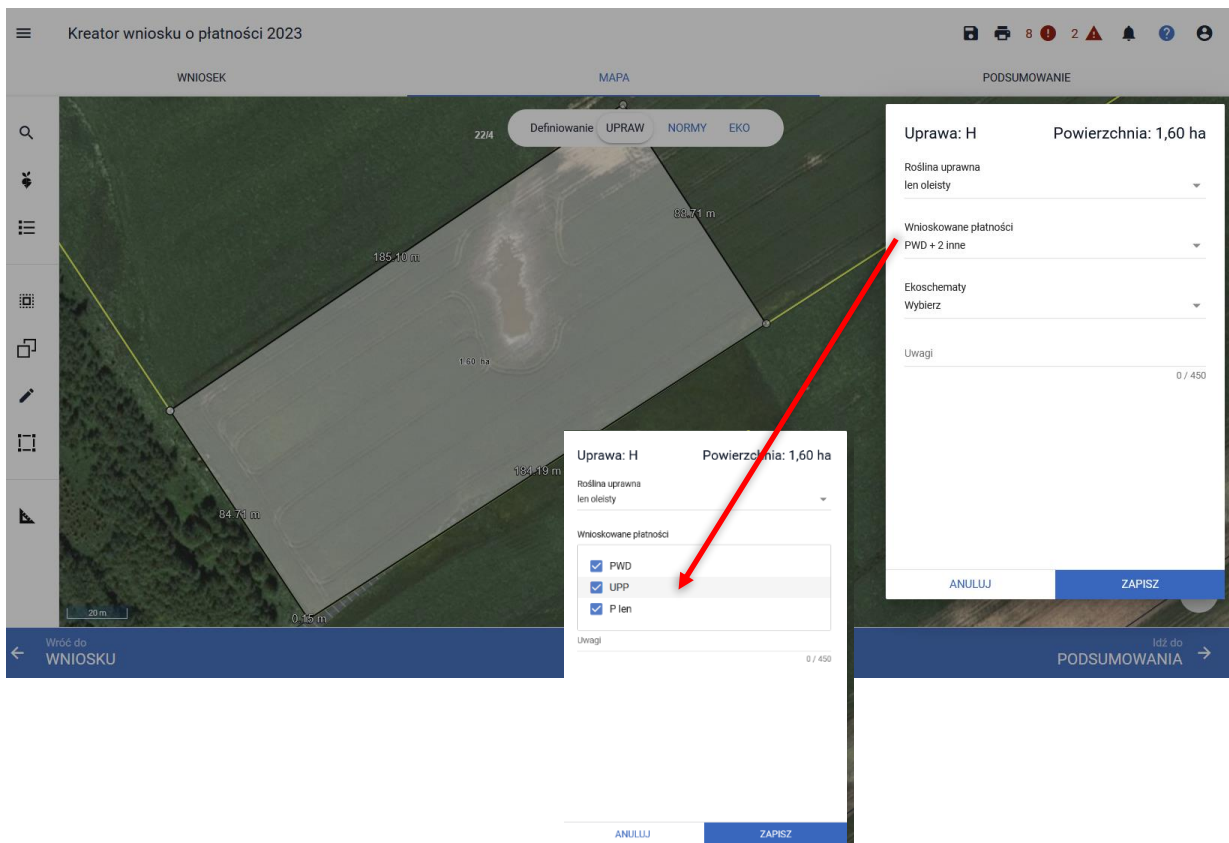 Kreator wniosku o płatności 2023
8
2
WNIOSEK
MAPA
PODSUMOWANIE
Definiowanie UPRAW NORMY EKO
22/4
83.71 m
185.10 m
1.60 ha
184.19 m
84.71 m
0.15 m
20 m
Uprawa: H Powierzchnia: 1,60 ha
Roślina uprawna
len oleisty
Wnioskowane płatności
PWD + 2 inne
Ekoschematy
Wybierz
Uwagi
0 / 450
ANULUJ ZAPISZ
Uprawa: H Powierzchnia: 1,60 ha
Roślina uprawna
len oleisty
Wnioskowane płatności
PWD
UPP
P len
Uwagi
0 / 450
ANULUJ ZAPISZ
Wróć do
WNIOSKU
Idź do
PODSUMOWANIA